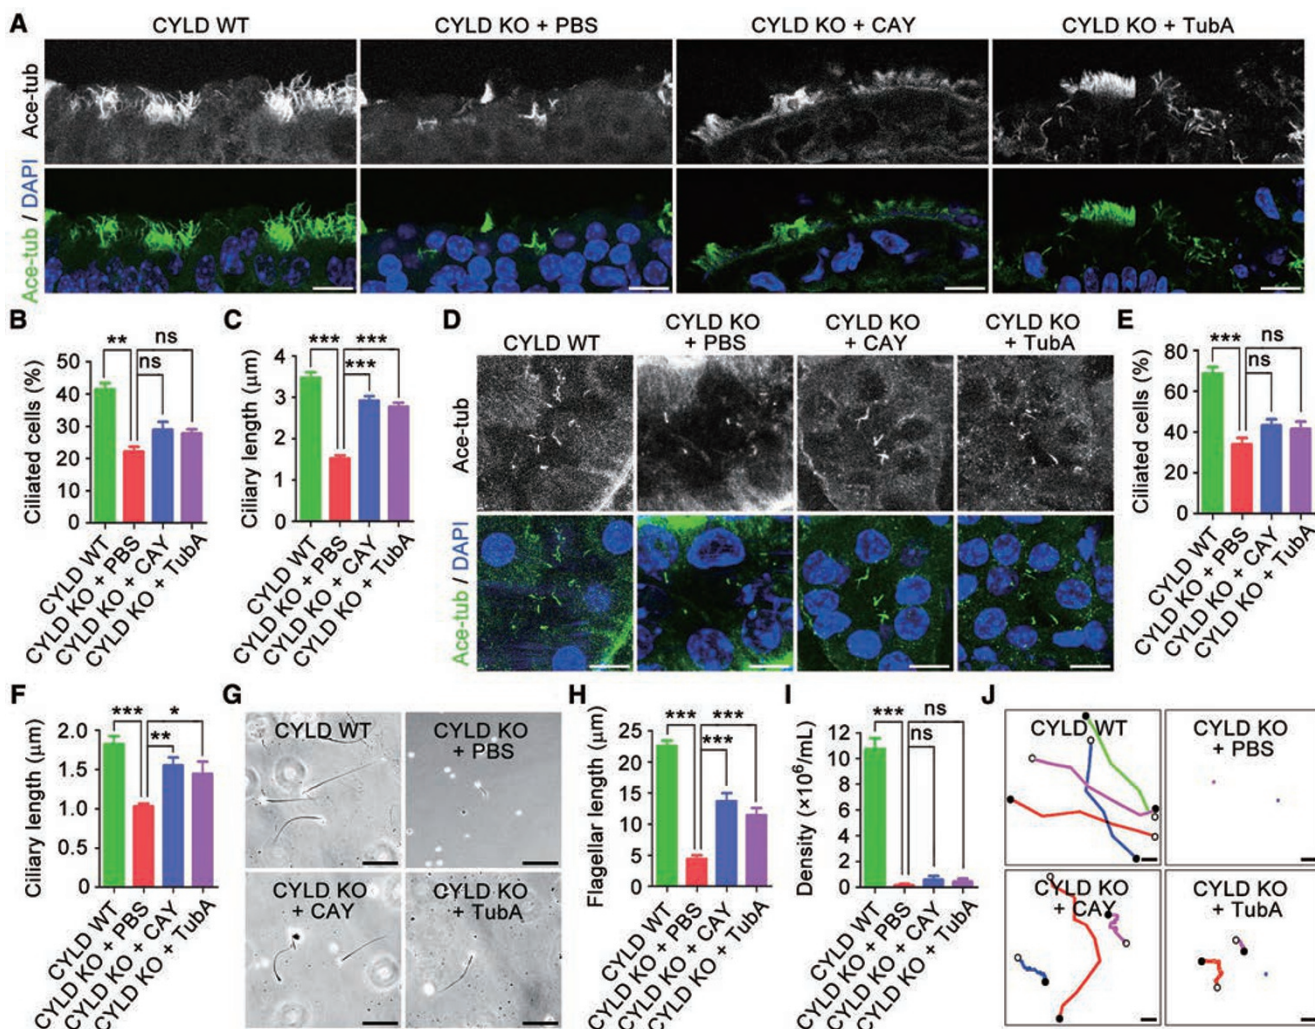 A
CYLD WT
CYLD KO + PBS
CYLD KO + CAY
CYLD KO + TubA
Ace-tub
Ace-tub / DAPI
B
Ciliated cells (%)
** ns
ns
50
40
30
20
10
0
CYLD WT
CYLD KO + PBS
CYLD KO + CAY
CYLD KO + TubA
C
Ciliary length (μm)
*** ***
***
4
3
2
1
0
CYLD WT
CYLD KO + PBS
CYLD KO + CAY
CYLD KO + TubA
D
CYLD WT
CYLD KO
+ PBS
CYLD KO
+ CAY
CYLD KO
+ TubA
Ace-tub
Ace-tub / DAPI
E
Ciliated cells (%)
*** ns
ns
80
60
40
20
0
CYLD WT
CYLD KO + PBS
CYLD KO + CAY
CYLD KO + TubA
F
Ciliary length (μm)
*** *
**
2.0
1.5
1.0
0.5
0
CYLD WT
CYLD KO + PBS
CYLD KO + CAY
CYLD KO + TubA
G
CYLD WT
CYLD KO
+ PBS
CYLD KO
+ CAY
CYLD KO
+ TubA
H
Flagellar length (μm)
*** ***
***
25
20
15
10
5
0
CYLD WT
CYLD KO + PBS
CYLD KO + CAY
CYLD KO + TubA
I
Density (×10⁶/mL)
*** ns
ns
12
10
8
6
4
2
0
CYLD WT
CYLD KO + PBS
CYLD KO + CAY
CYLD KO + TubA
J
CYLD WT
CYLD KO
+ PBS
CYLD KO
+ CAY
CYLD KO
+ TubA